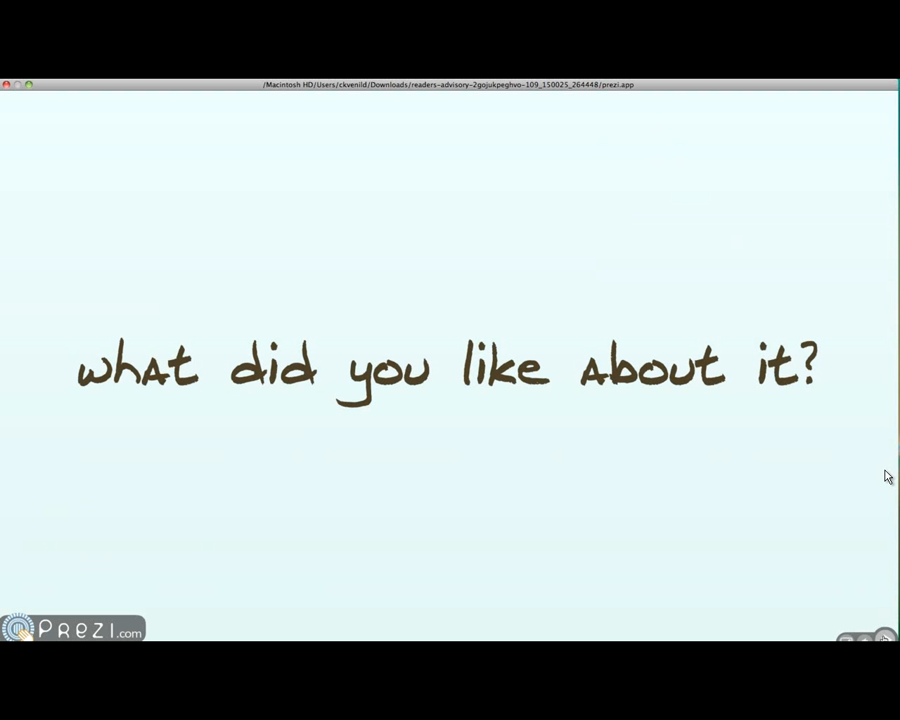 /Macintosh HD/Users/ckvenild/Downloads/readers-advisory-2gojukpeghvo-109_150025_264448/prezi.app
what did you like about it?
PREZI.com